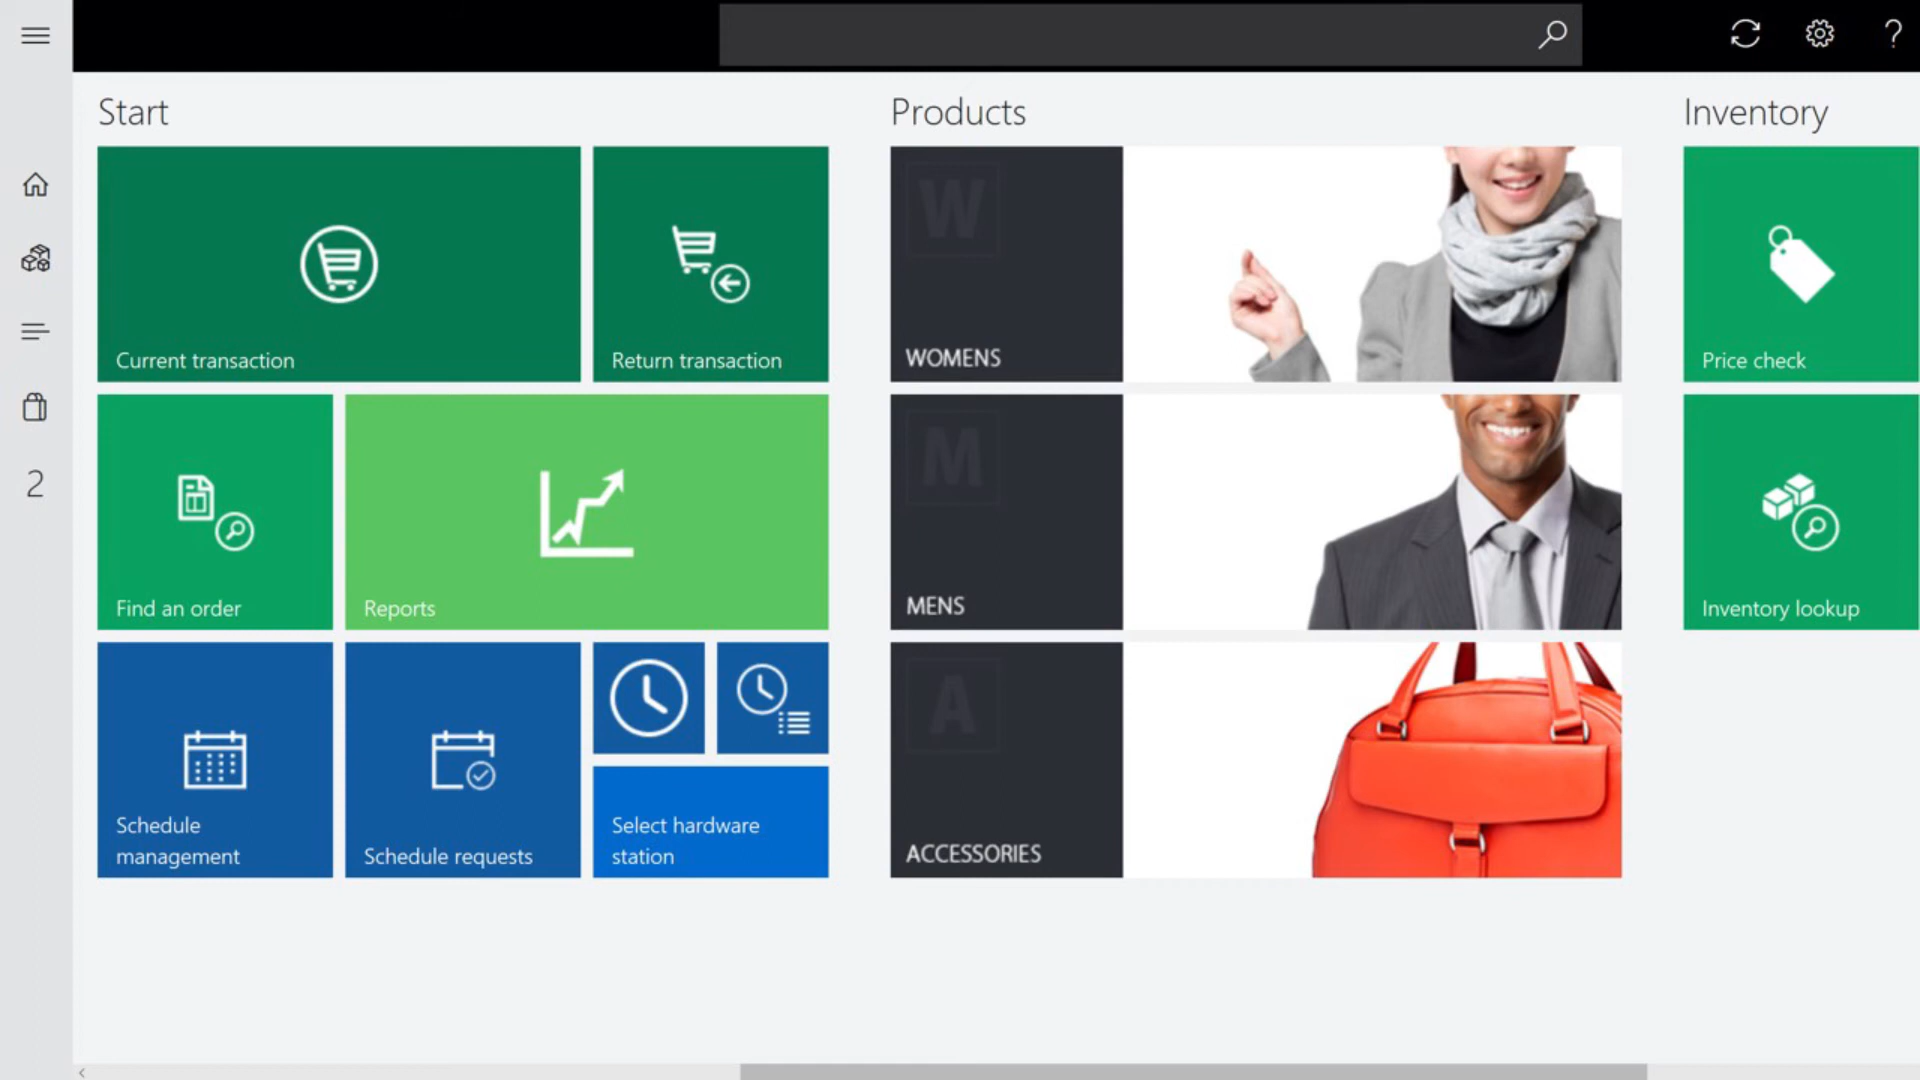 Start
Products
Inventory
Current transaction
Return transaction
W
WOMENS
Price check
Find an order
Reports
M
MENS
Inventory lookup
2
Schedule
management
Schedule requests
Select hardware
station
A
ACCESSORIES